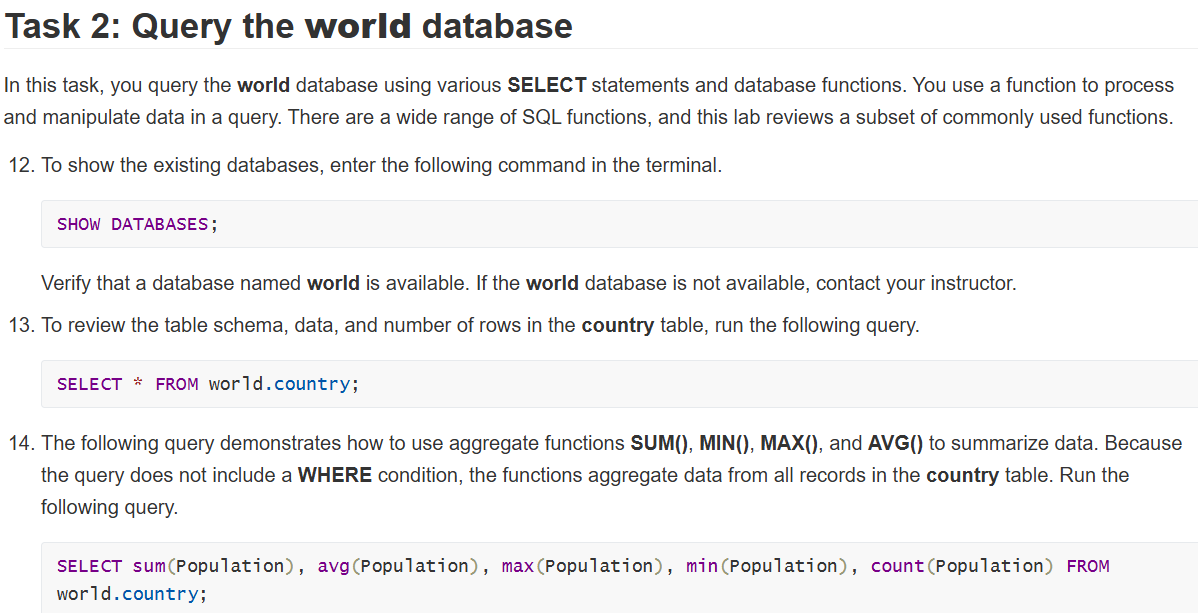 Task 2: Query the world database
In this task, you query the world database using various SELECT statements and database functions. You use a function to process
and manipulate data in a query. There are a wide range of SQL functions, and this lab reviews a subset of commonly used functions.
12. To show the existing databases, enter the following command in the terminal.
SHOW DATABASES;
Verify that a database named world is available. If the world database is not available, contact your instructor.
13. To review the table schema, data, and number of rows in the country table, run the following query.
SELECT * FROM world.country;
14. The following query demonstrates how to use aggregate functions SUM(), MIN(), MAX(), and AVG() to summarize data. Because
the query does not include a WHERE condition, the functions aggregate data from all records in the country table. Run the
following query.
SELECT sum(Population), avg(Population), max(Population), min(Population), count(Population) FROM
world.country;